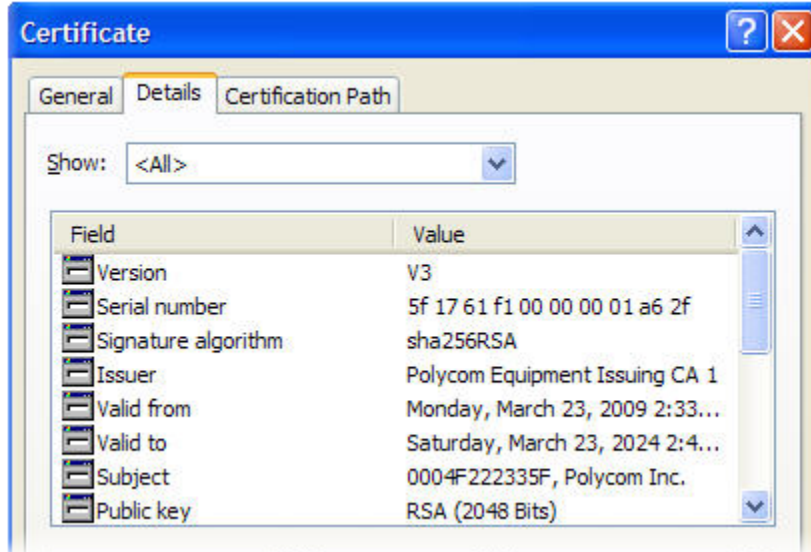 Certificate
General Details Certification Path
Show: <All>
Field Value
Version V3
Serial number 5f 17 61 f1 00 00 00 01 a6 2f
Signature algorithm sha256RSA
Issuer Polycom Equipment Issuing CA 1
Valid from Monday, March 23, 2009 2:33...
Valid to Saturday, March 23, 2024 2:4...
Subject 0004F222335F, Polycom Inc.
Public key RSA (2048 Bits)